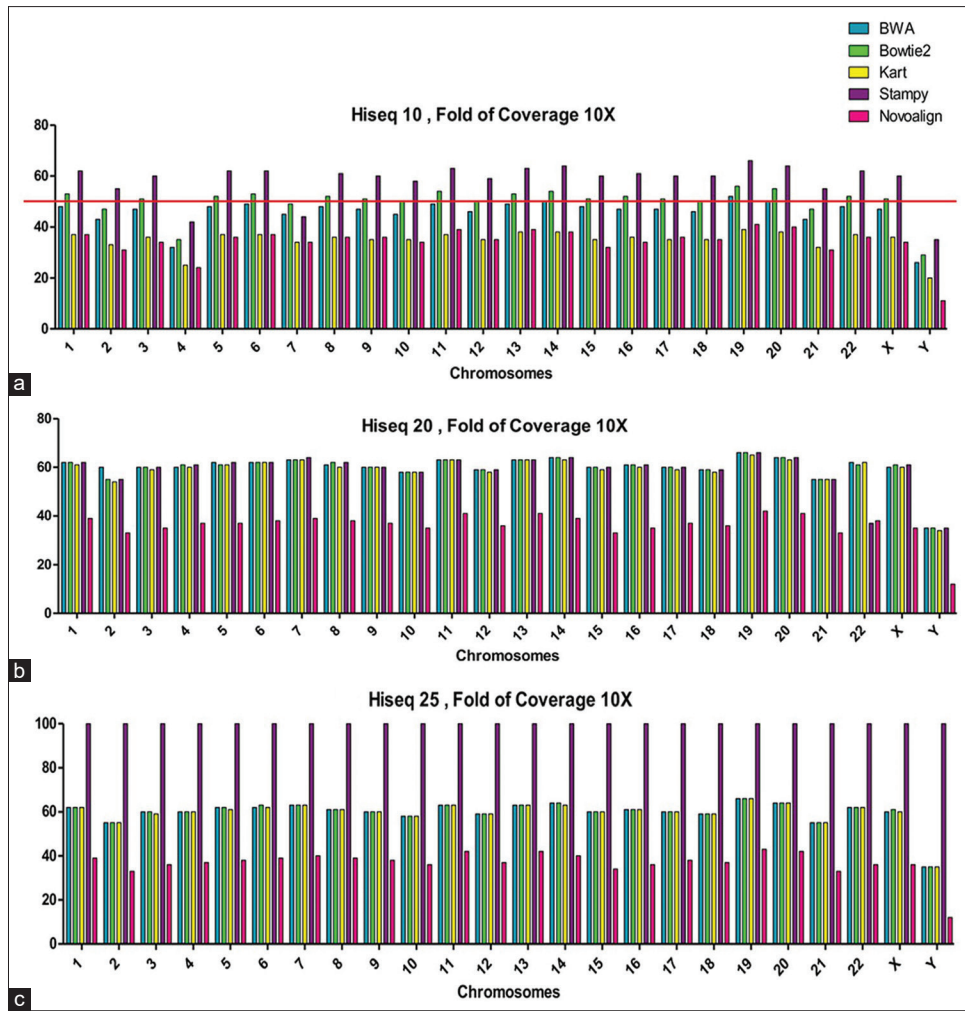 BWA
Bowtie2
Kart
Stampy
Novoalign
Hiseq 10 , Fold of Coverage 10X
80
60
40
20
0
1 2 3 4 5 6 7 8 9 10 11 12 13 14 15 16 17 18 19 20 21 22 X Y
Chromosomes
a
Hiseq 20 , Fold of Coverage 10X
80
60
40
20
0
1 2 3 4 5 6 7 8 9 10 11 12 13 14 15 16 17 18 19 20 21 22 X Y
Chromosomes
b
Hiseq 25 , Fold of Coverage 10X
100
80
60
40
20
0
1 2 3 4 5 6 7 8 9 10 11 12 13 14 15 16 17 18 19 20 21 22 X Y
Chromosomes
c